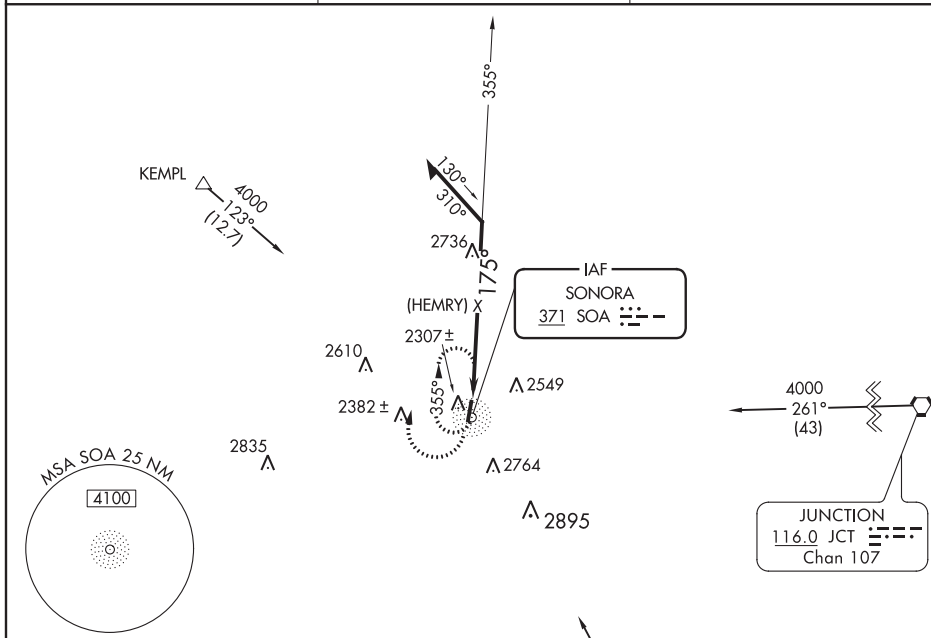 355°
KEMPL
4000
123°
(12.7)
130°
310°
2736
175°
(HEMRY) X
IAF
SONORA
371 SOA
2307 ±
2610
355°
2549
2382 ±
4000
261°
(43)
2835
2764
MSA SOA 25 NM
4100
2895
JUNCTION
116.0 JCT
Chan 107